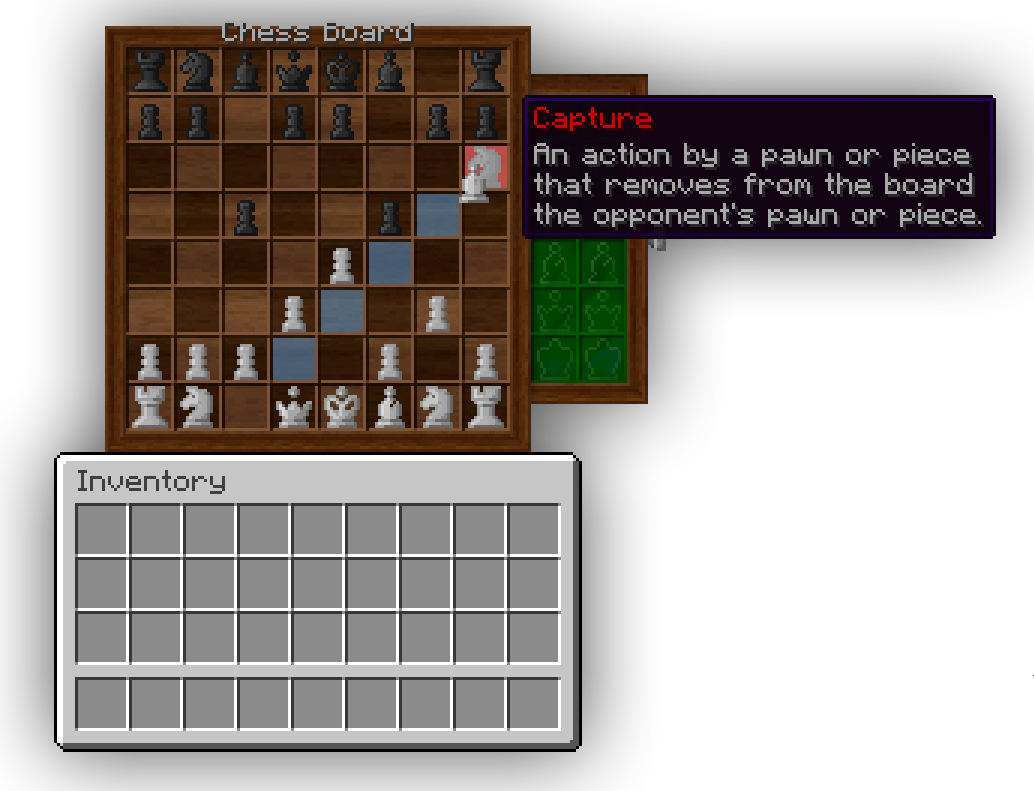 Chess Board
Capture
An action by a pawn or piece
that removes from the board
the opponent's pawn or piece.
Inventory